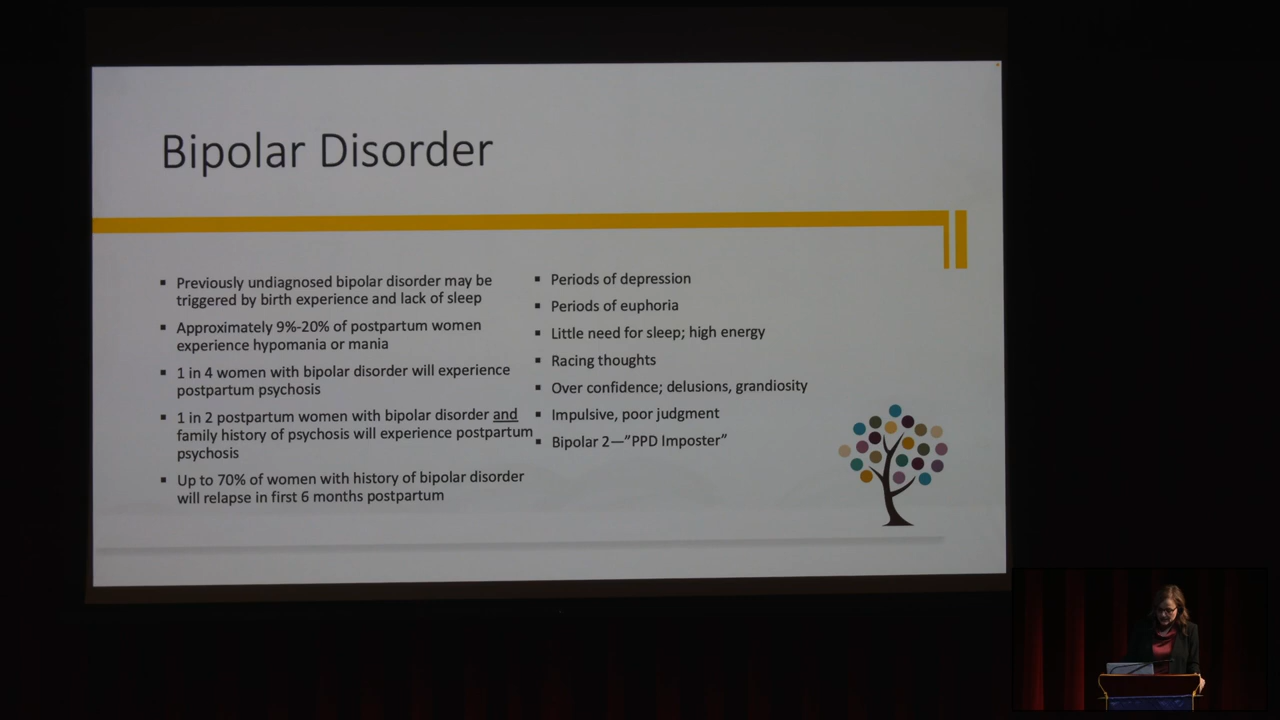 Bipolar Disorder
Previously undiagnosed bipolar disorder may be
triggered by birth experience and lack of sleep
Approximately 9%-20% of postpartum women
experience hypomania or mania
1 in 4 women with bipolar disorder will experience
postpartum psychosis
1 in 2 postpartum women with bipolar disorder and
family history of psychosis will experience postpartum
psychosis
Up to 70% of women with history of bipolar disorder
will relapse in first 6 months postpartum
Periods of depression
Periods of euphoria
Little need for sleep; high energy
Racing thoughts
Over confidence; delusions, grandiosity
Impulsive, poor judgment
Bipolar 2—“PPD Imposter”